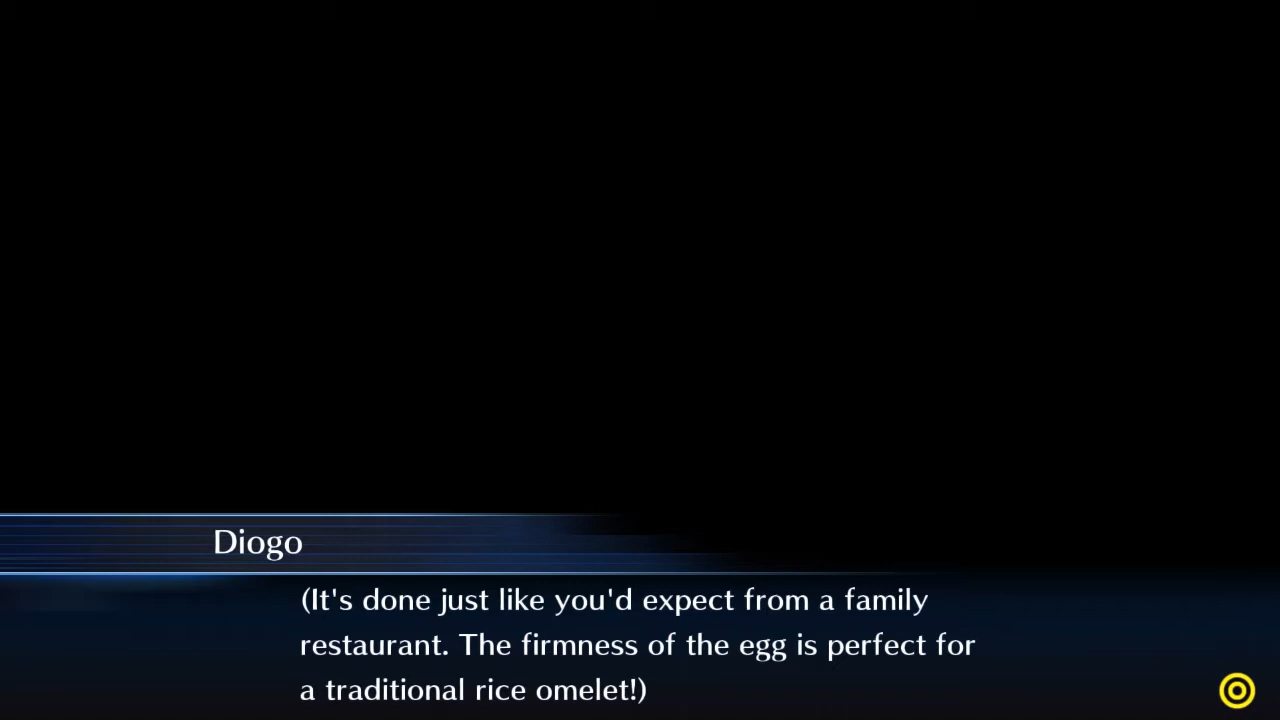 Diogo
(It's done just like you'd expect from a family
restaurant. The firmness of the egg is perfect for
a traditional rice omelet!)